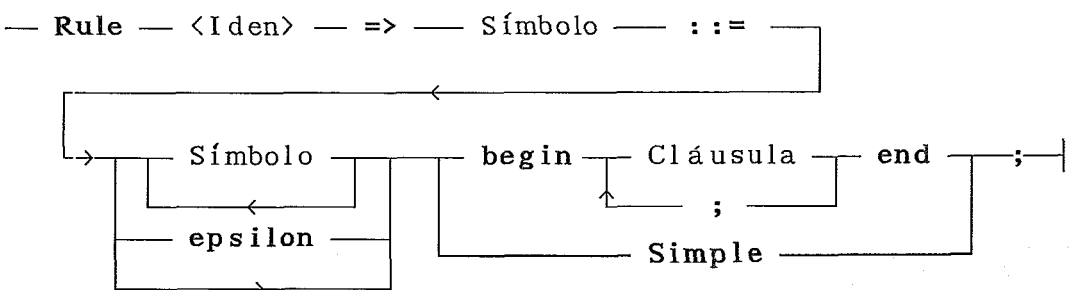 Rule <Iden> => Símbolo ::=
Símbolo begin Cláusula end ;
;
epsilon
Simple